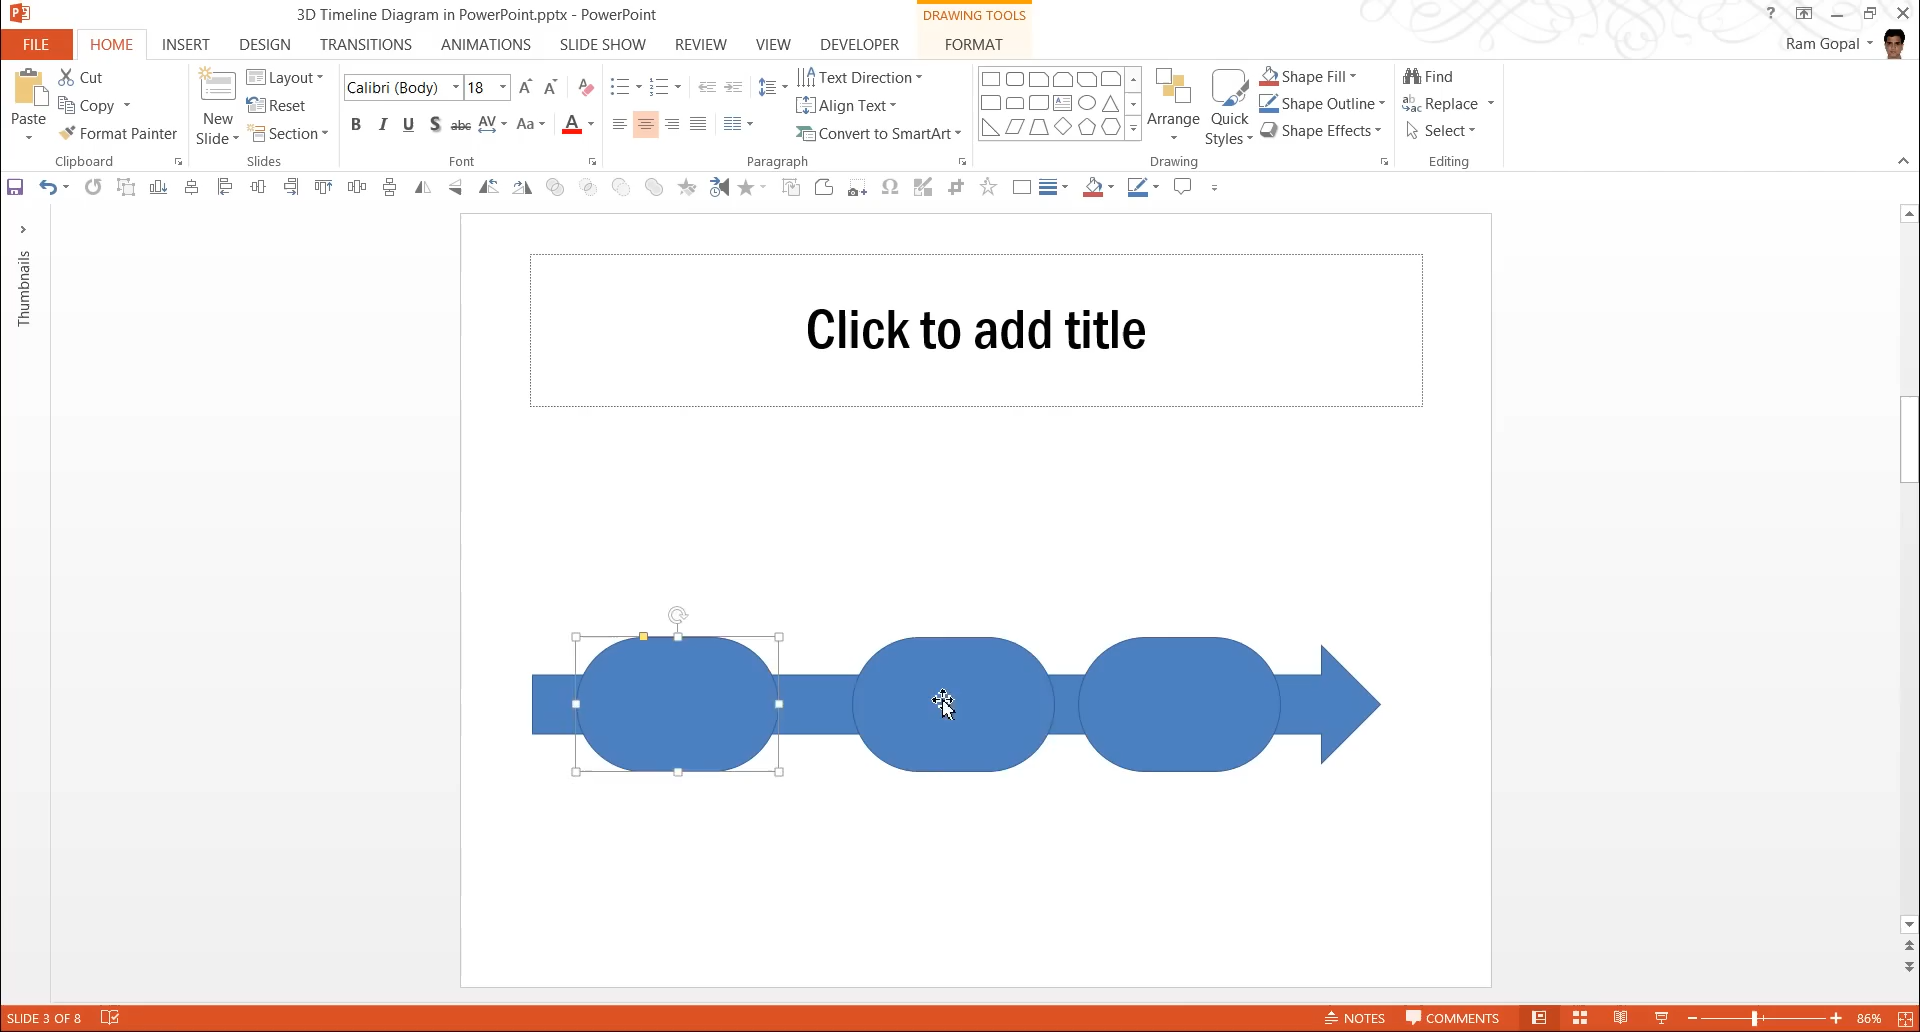 3D Timeline Diagram in PowerPoint.pptx - PowerPoint
DRAWING TOOLS
FILE HOME INSERT DESIGN TRANSITIONS ANIMATIONS SLIDE SHOW REVIEW VIEW DEVELOPER FORMAT
Ram Gopal
Paste
Cut
Copy
Format Painter
Clipboard
New
Slide
Layout
Reset
Section
Slides
Calibri (Body) 18
B I U S abc AV Aa A
Font
Text Direction
Align Text
Convert to SmartArt
Paragraph
Arrange
Quick
Styles
Shape Fill
Shape Outline
Shape Effects
Drawing
Find
Replace
Select
Editing
Thumbnails
Click to add title
SLIDE 3 OF 8
NOTES
COMMENTS
86%